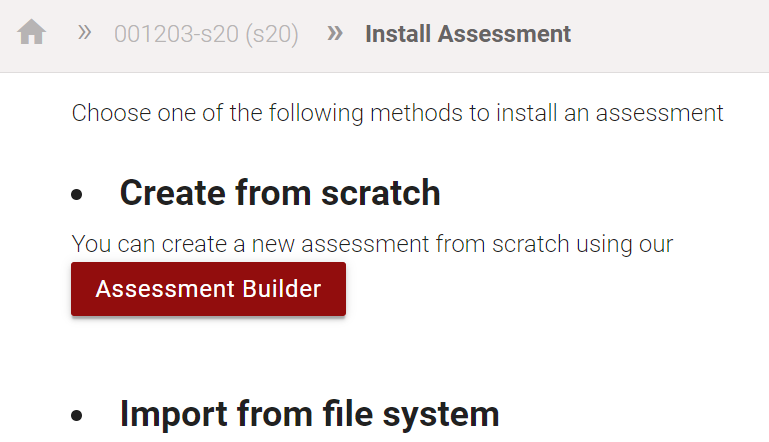 » 001203-s20 (s20) » Install Assessment
Choose one of the following methods to install an assessment
• Create from scratch
You can create a new assessment from scratch using our
Assessment Builder
• Import from file system